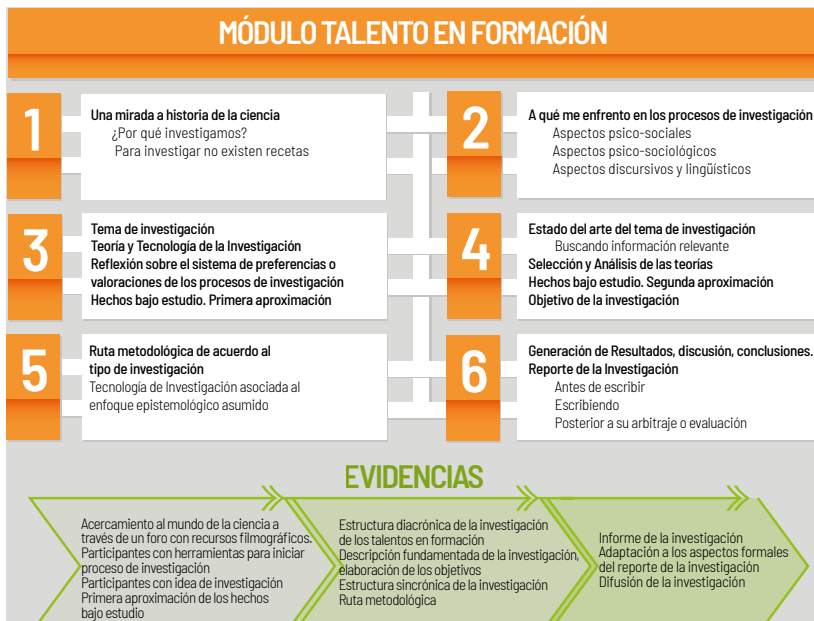 MÓDULO TALENTO EN FORMACIÓN
1
Una mirada a historia de la ciencia
¿Por qué investigamos?
Para investigar no existen recetas
2
A qué me enfrento en los procesos de investigación
Aspectos psico-sociales
Aspectos psico-sociológicos
Aspectos discursivos y lingüísticos
3
Tema de investigación
Teoría y Tecnología de la Investigación
Reflexión sobre el sistema de preferencias o
valoraciones de los procesos de investigación
Hechos bajo estudio. Primera aproximación
4
Estado del arte del tema de investigación
Buscando información relevante
Selección y Análisis de las teorías
Hechos bajo estudio. Segunda aproximación
Objetivo de la investigación
5
Ruta metodológica de acuerdo al
tipo de investigación
Tecnología de Investigación asociada al
enfoque epistemológico asumido
6
Generación de Resultados, discusión, conclusiones.
Reporte de la Investigación
Antes de escribir
Escribiendo
Posterior a su arbitraje o evaluación
EVIDENCIAS
Acercamiento al mundo de la ciencia a
través de un foro con recursos filmográficos.
Participantes con herramientas para iniciar
proceso de investigación
Participantes con idea de investigación
Primera aproximación de los hechos
bajo estudio
Estructura diacrónica de la investigación
de los talentos en formación
Descripción fundamentada de la investigación,
elaboración de los objetivos
Estructura sincrónica de la investigación
Ruta metodológica
Informe de la investigación
Adaptación a los aspectos formales
del reporte de la investigación
Difusión de la investigación